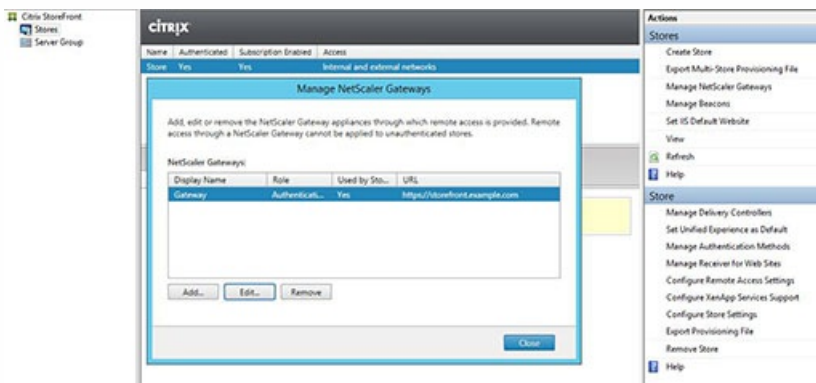 Citrix StoreFront
Stores
Server Group
CİTRIX
Name Authenticated Subscription Enabled Access
Store Yes Yes Internal and external networks
Manage NetScaler Gateways
Add, edit or remove the NetScaler Gateway appliances through which remote access is provided. Remote
access through a NetScaler Gateway cannot be applied to unauthenticated stores.
NetScaler Gateways:
Display Name Role Used by Sto... URL
Gateway Authenticati... Yes https://storefront.example.com
Add... Edit... Remove
Close
Actions
Stores
Create Store
Export Multi-Store Provisioning File
Manage NetScaler Gateways
Manage Beacons
Set IIS Default Website
View
Refresh
Help
Store
Manage Delivery Controllers
Set Unified Experience as Default
Manage Authentication Methods
Manage Receiver for Web Sites
Configure Remote Access Settings
Configure XenApp Services Support
Configure Store Settings
Export Provisioning File
Remove Store
Help